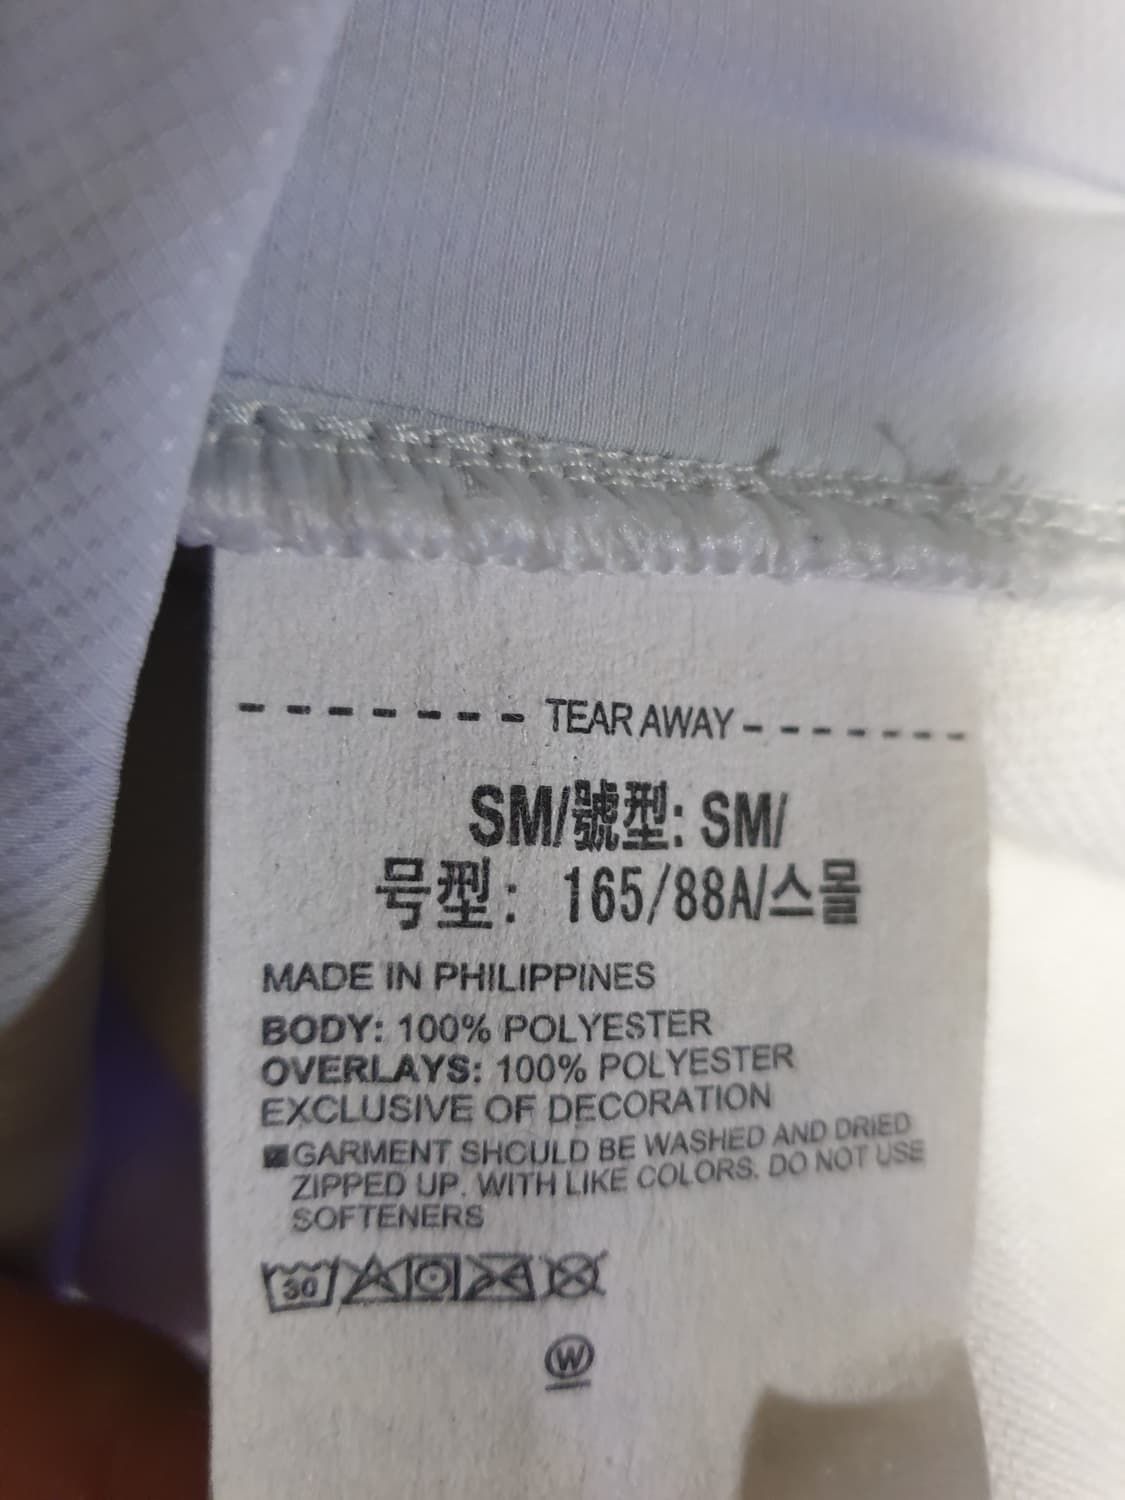 - - - - - - - TEAR AWAY - - - - - - -
SM/號型: SM/
号型: 165/88A/스몰
MADE IN PHILIPPINES
BODY: 100% POLYESTER
OVERLAYS: 100% POLYESTER
EXCLUSIVE OF DECORATION
■GARMENT SHOULD BE WASHED AND DRIED
ZIPPED UP. WITH LIKE COLORS. DO NOT USE
SOFTENERS
30
W